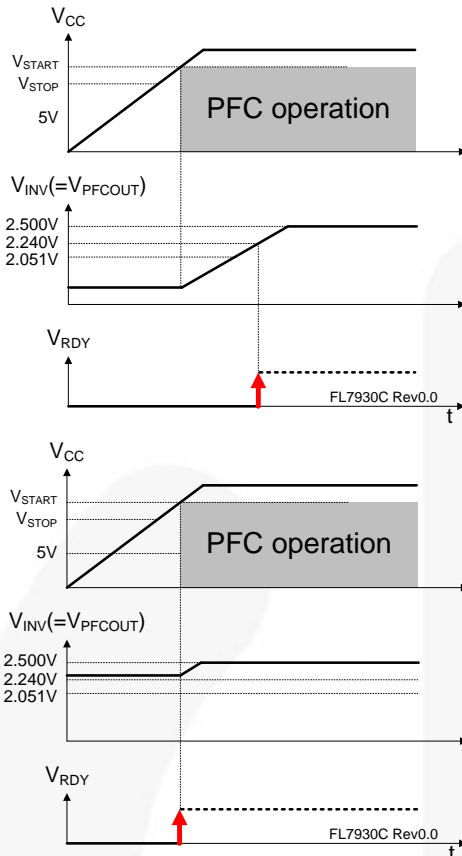 VCC
VSTART
VSTOP
5V
PFC operation
VINV(=VPFCOUT)
2.500V
2.240V
2.051V
VRDY
FL7930C Rev0.0
t
VCC
VSTART
VSTOP
5V
PFC operation
VINV(=VPFCOUT)
2.500V
2.240V
2.051V
VRDY
FL7930C Rev0.0
t